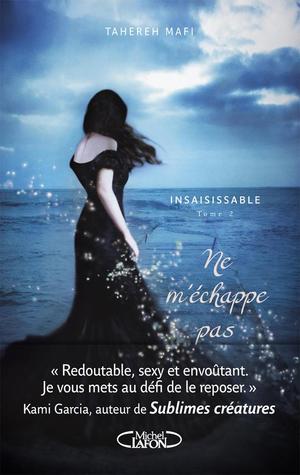 TAHEREH MAFI
INSAISISSABLE
Tome 2
Ne
m'échappe
pas
« Redoutable, sexy et envoûtant.
Je vous mets au défi de le reposer. »
Kami Garcia, auteur de Sublimes créatures
Michel
LAFON